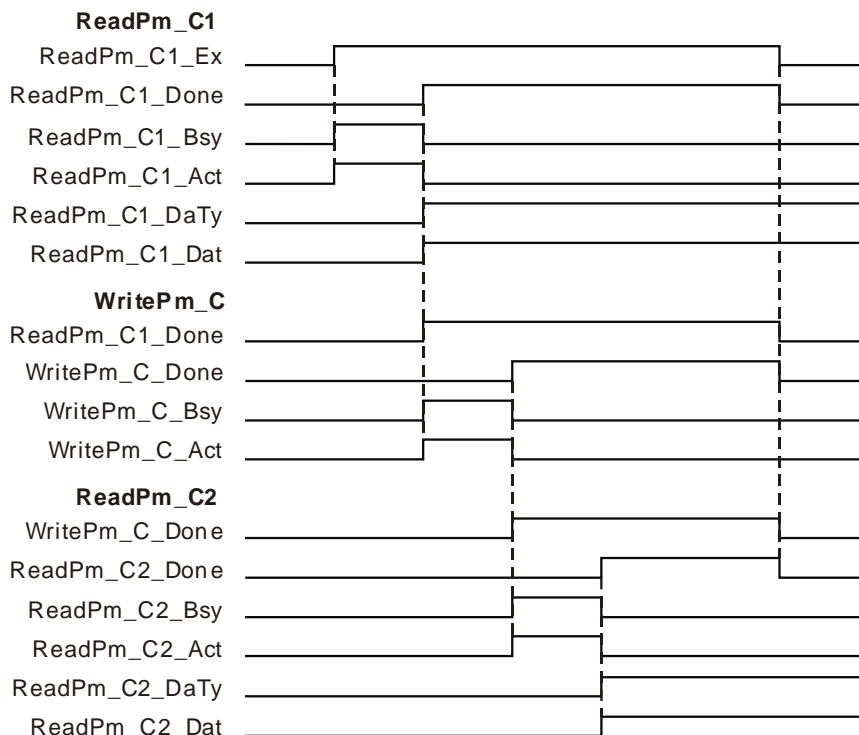 ReadPm_C1
ReadPm_C1_Ex
ReadPm_C1_Done
ReadPm_C1_Bsy
ReadPm_C1_Act
ReadPm_C1_DaTy
ReadPm_C1_Dat
WritePm_C
ReadPm_C1_Done
WritePm_C_Done
WritePm_C_Bsy
WritePm_C_Act
ReadPm_C2
WritePm_C_Done
ReadPm_C2_Done
ReadPm_C2_Bsy
ReadPm_C2_Act
ReadPm_C2_DaTy
ReadPm_C2_Dat